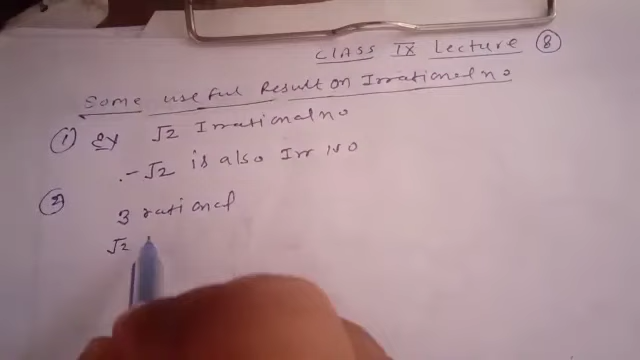 CLASS IX Lecture 8
Some useful Result on Irrational no
1 Ex √2 Irrational no
.-√2 is also Irr No
2
3 rational
√2